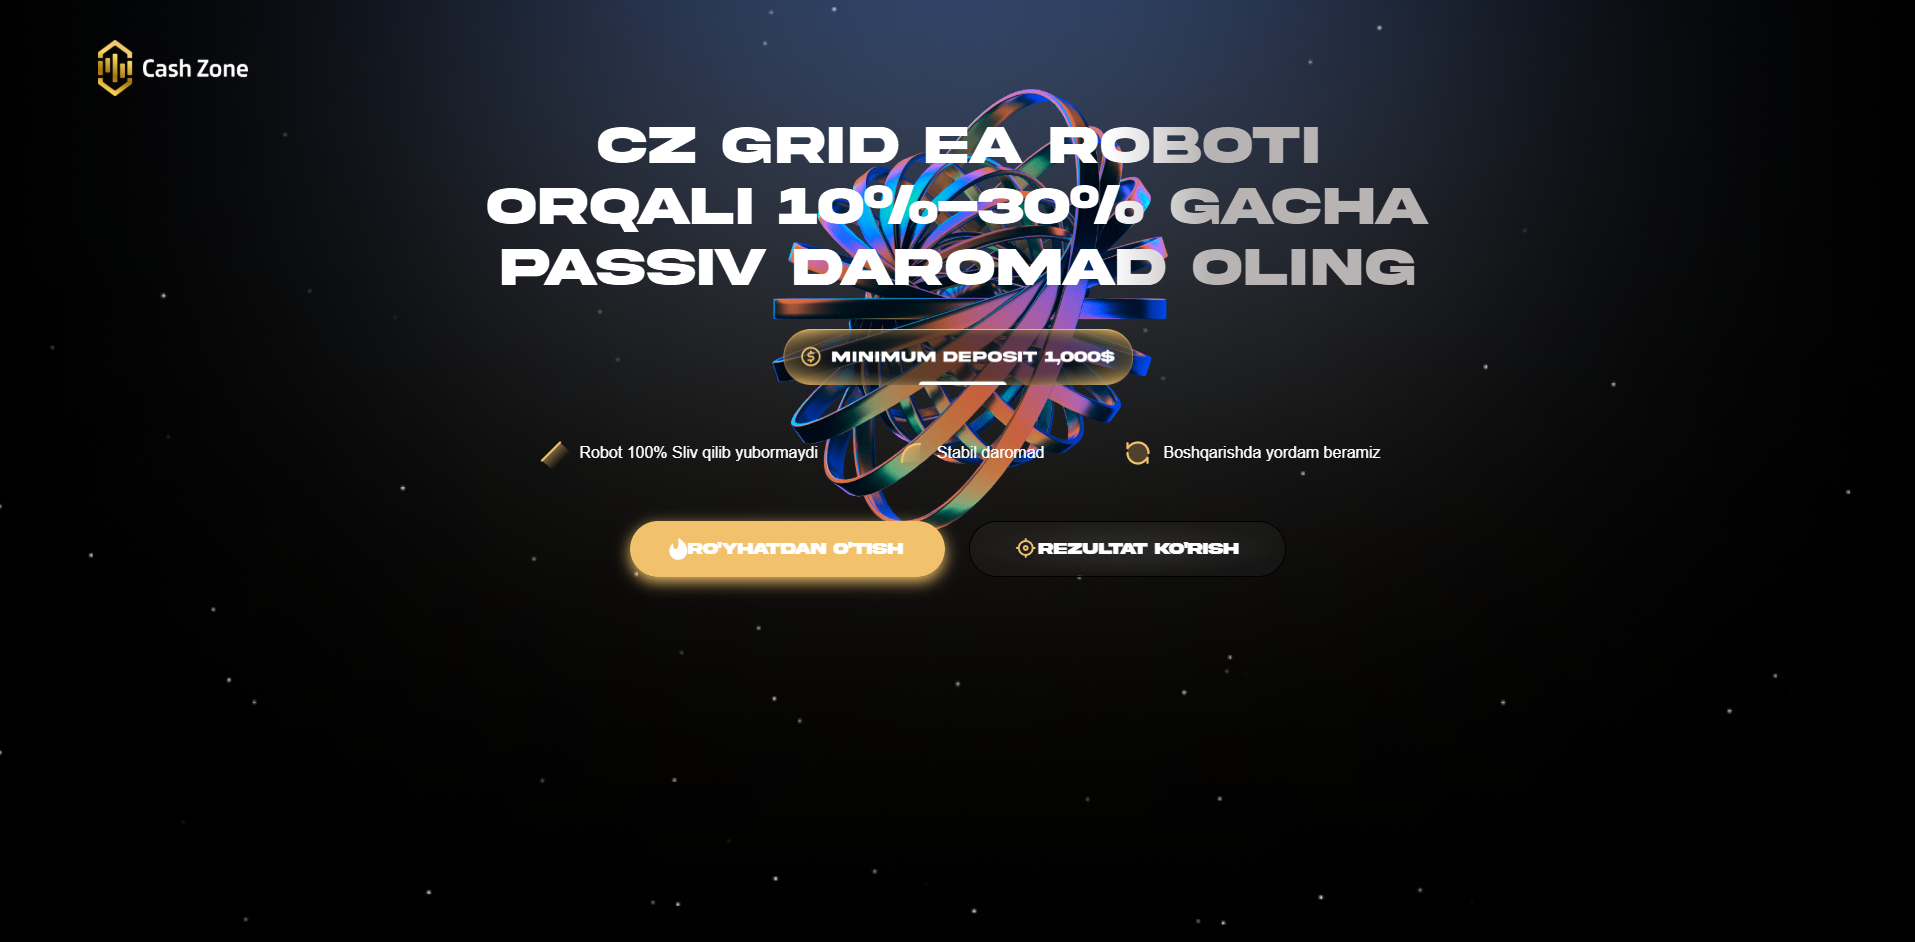 Cash Zone
CZ GRID EA ROBOTI
ORQALI 10%-30% GACHA
PASSIV DAROMAD OLING
MINIMUM DEPOSIT 1,000$
Robot 100% Sliv qilib yubormaydi
Stabil daromad
Boshqarishda yordam beramiz
RO'YHATDAN O'TISH
REZULTAT KO'RISH